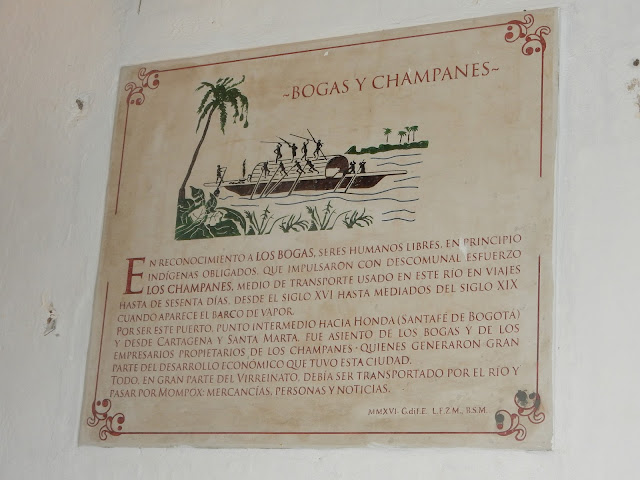 ~BOGAS Y CHAMPANES~
EN RECONOCIMIENTO A LOS BOGAS, SERES HUMANOS LIBRES, EN PRINCIPIO
INDÍGENAS OBLIGADOS, QUE IMPULSARON CON DESCOMUNAL ESFUERZO
LOS CHAMPANES, MEDIO DE TRANSPORTE USADO EN ESTE RÍO EN VIAJES
HASTA DE SESENTA DÍAS, DESDE EL SIGLO XVI HASTA MEDIADOS DEL SIGLO XIX
CUANDO APARECE EL BARCO DE VAPOR.
POR SER ESTE PUERTO, PUNTO INTERMEDIO HACIA HONDA (SANTAFÉ DE BOGOTÁ)
Y DESDE CARTAGENA Y SANTA MARTA, FUE ASIENTO DE LOS BOGAS Y DE LOS
EMPRESARIOS PROPIETARIOS DE LOS CHAMPANES - QUIENES GENERARON GRAN
PARTE DEL DESARROLLO ECONÓMICO QUE TUVO ESTA CIUDAD.
TODO, EN GRAN PARTE DEL VIRREINATO, DEBÍA SER TRANSPORTADO POR EL RÍO Y
PASAR POR MOMPOX: MERCANCÍAS, PERSONAS Y NOTICIAS.
MMXVI. L.F.Z.M., R.S.M.